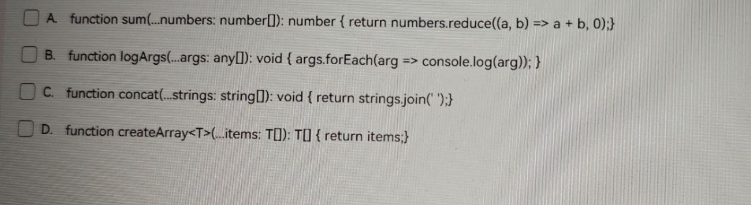 A. function sum(...numbers: number[]): number { return numbers.reduce((a, b) => a + b, 0);}
B. function logArgs(...args: any[]): void { args.forEach(arg => console.log(arg)); }
C. function concat(...strings: string[]): void { return strings.join(' ');}
D. function createArray<T>(...items: T[]): T[] { return items;}